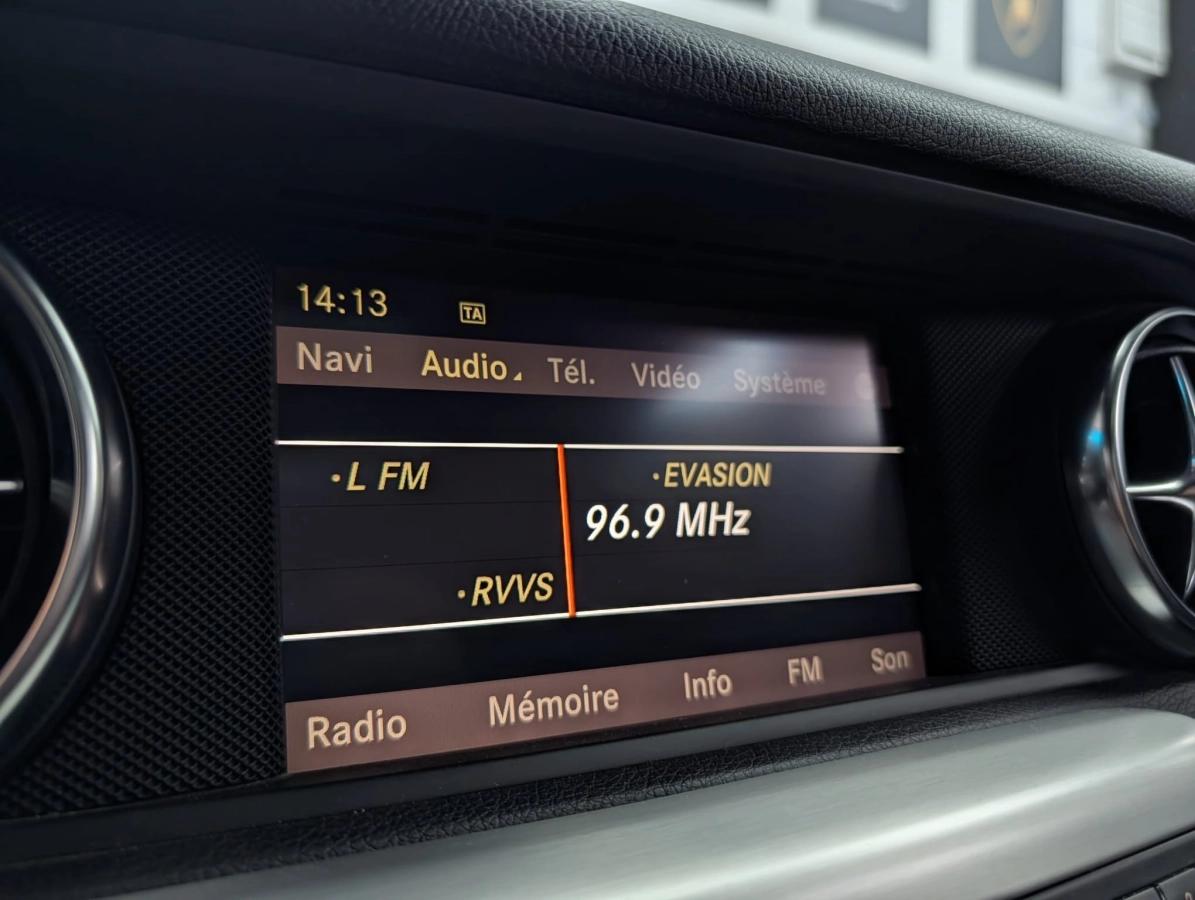 14:13 TA
Navi Audio Tél. Vidéo Système
·L FM ·EVASION
96.9 MHz
·RVVS
Radio Mémoire Info FM Son